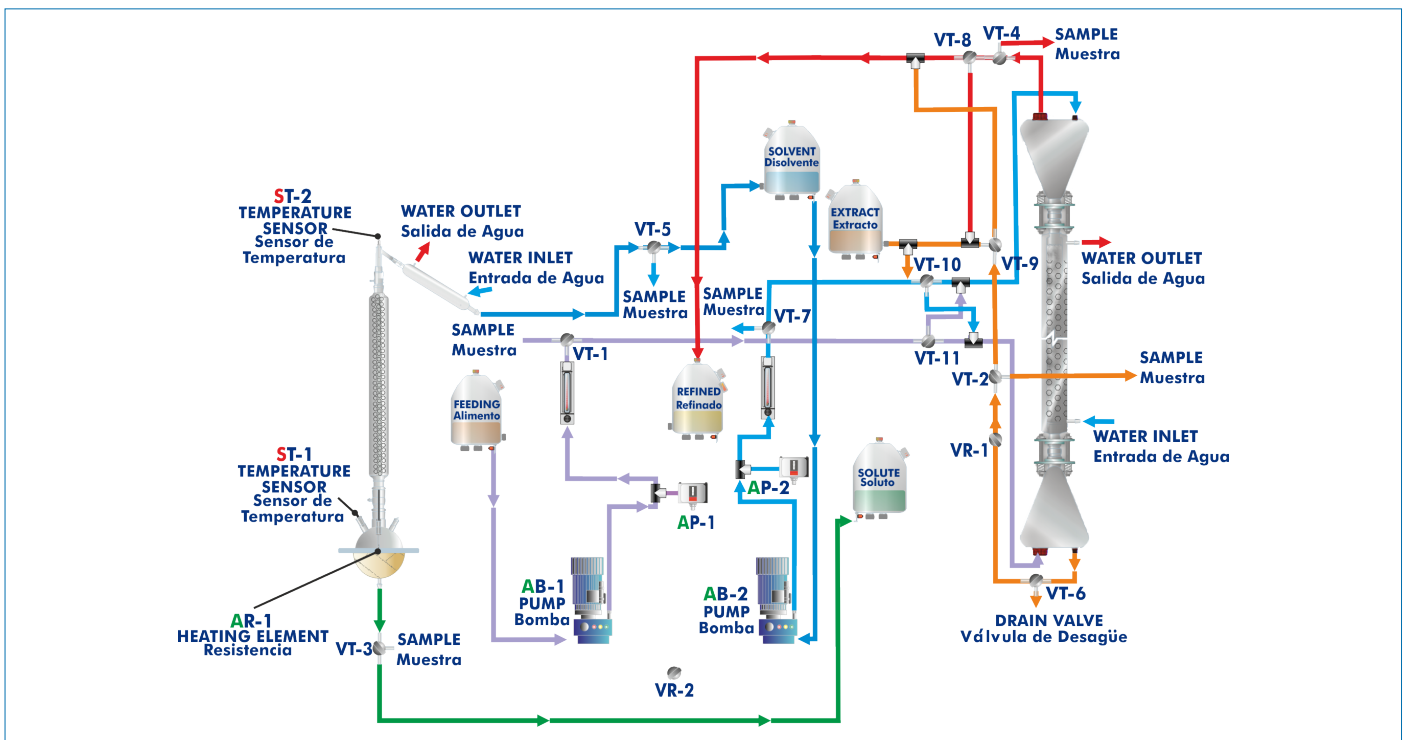 VT-8
VT-4
SAMPLE
Muestra
SOLVENT
Disolvente
ST-2
TEMPERATURE
SENSOR
Sensor de
Temperatura
WATER OUTLET
Salida de Agua
WATER INLET
Entrada de Agua
VT-5
SAMPLE
Muestra
EXTRACT
Extracto
VT-9
VT-10
WATER OUTLET
Salida de Agua
SAMPLE
Muestra
VT-7
SAMPLE
Muestra
VT-1
VT-11
VT-2
SAMPLE
Muestra
FEEDING
Alimento
REFINED
Refinado
VR-1
WATER INLET
Entrada de Agua
ST-1
TEMPERATURE
SENSOR
Sensor de
Temperatura
AP-1
AP-2
SOLUTE
Soluto
AB-1
PUMP
Bomba
AB-2
PUMP
Bomba
VT-6
DRAIN VALVE
Válvula de Desagüe
AR-1
HEATING ELEMENT
Resistencia
VT-3
SAMPLE
Muestra
VR-2